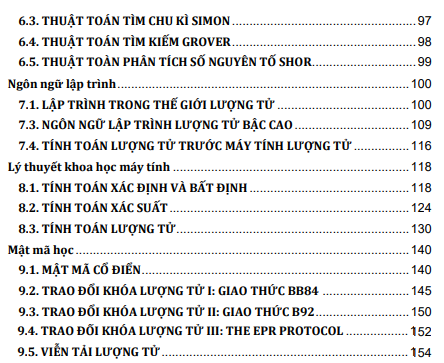 6.3. THUẬT TOÁN TÌM CHU KÌ SIMON 97
6.4. THUẬT TOÁN TÌM KIẾM GROVER 98
6.5. THUẬT TOÀN PHÂN TÍCH SỐ NGUYÊN TỐ SHOR 99
Ngôn ngữ lập trình 100
7.1. LẬP TRÌNH TRONG THẾ GIỚI LƯỢNG TỬ 100
7.3. NGÔN NGỮ LẬP TRÌNH LƯỢNG TỬ BẬC CAO 109
7.4. TÍNH TOÁN LƯỢNG TỬ TRƯỚC MÁY TÍNH LƯỢNG TỬ 116
Lý thuyết khoa học máy tính 118
8.1. TÍNH TOÁN XÁC ĐỊNH VÀ BẤT ĐỊNH 118
8.2. TÍNH TOÁN XÁC SUẤT 124
8.3. TÍNH TOÁN LƯỢNG TỬ 130
Mật mã học 140
9.1. MẬT MÃ CỔ ĐIỂN 140
9.2. TRAO ĐỔI KHÓA LƯỢNG TỬ I: GIAO THỨC BB84 145
9.3. TRAO ĐỔI KHÓA LƯỢNG TỬ II: GIAO THỨC B92 150
9.4. TRAO ĐỔI KHÓA LƯỢNG TỬ III: THE EPR PROTOCOL 152
9.5. VIỄN TẢI LƯỢNG TỬ 154